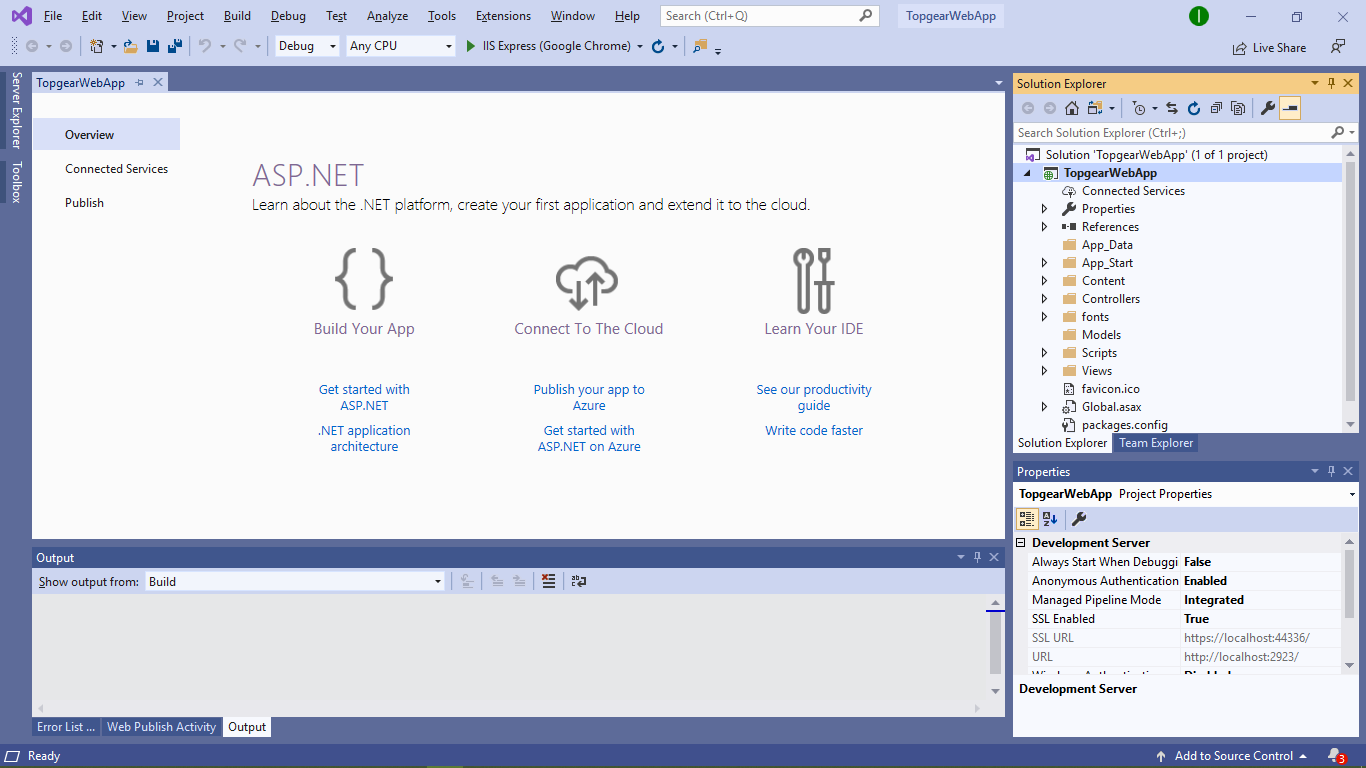 File Edit View Project Build Debug Test Analyze Tools Extensions Window Help Search (Ctrl+Q) TopgearWebApp
Debug Any CPU IIS Express (Google Chrome) Live Share
Server Explorer
Toolbox
TopgearWebApp
Overview
Connected Services
Publish
ASP.NET
Learn about the .NET platform, create your first application and extend it to the cloud.
Build Your App
Get started with
ASP.NET
.NET application
architecture
Connect To The Cloud
Publish your app to
Azure
Get started with
ASP.NET on Azure
Learn Your IDE
See our productivity
guide
Write code faster
Output
Show output from: Build
Error List ... Web Publish Activity Output
Solution Explorer
Search Solution Explorer (Ctrl+;)
Solution 'TopgearWebApp' (1 of 1 project)
TopgearWebApp
Connected Services
Properties
References
App_Data
App_Start
Content
Controllers
fonts
Models
Scripts
Views
favicon.ico
Global.asax
packages.config
Solution Explorer Team Explorer
Properties
TopgearWebApp Project Properties
Development Server
Always Start When Debuggi False
Anonymous Authentication Enabled
Managed Pipeline Mode Integrated
SSL Enabled True
SSL URL https://localhost:44336/
URL http://localhost:2923/
Development Server
Ready Add to Source Control 3